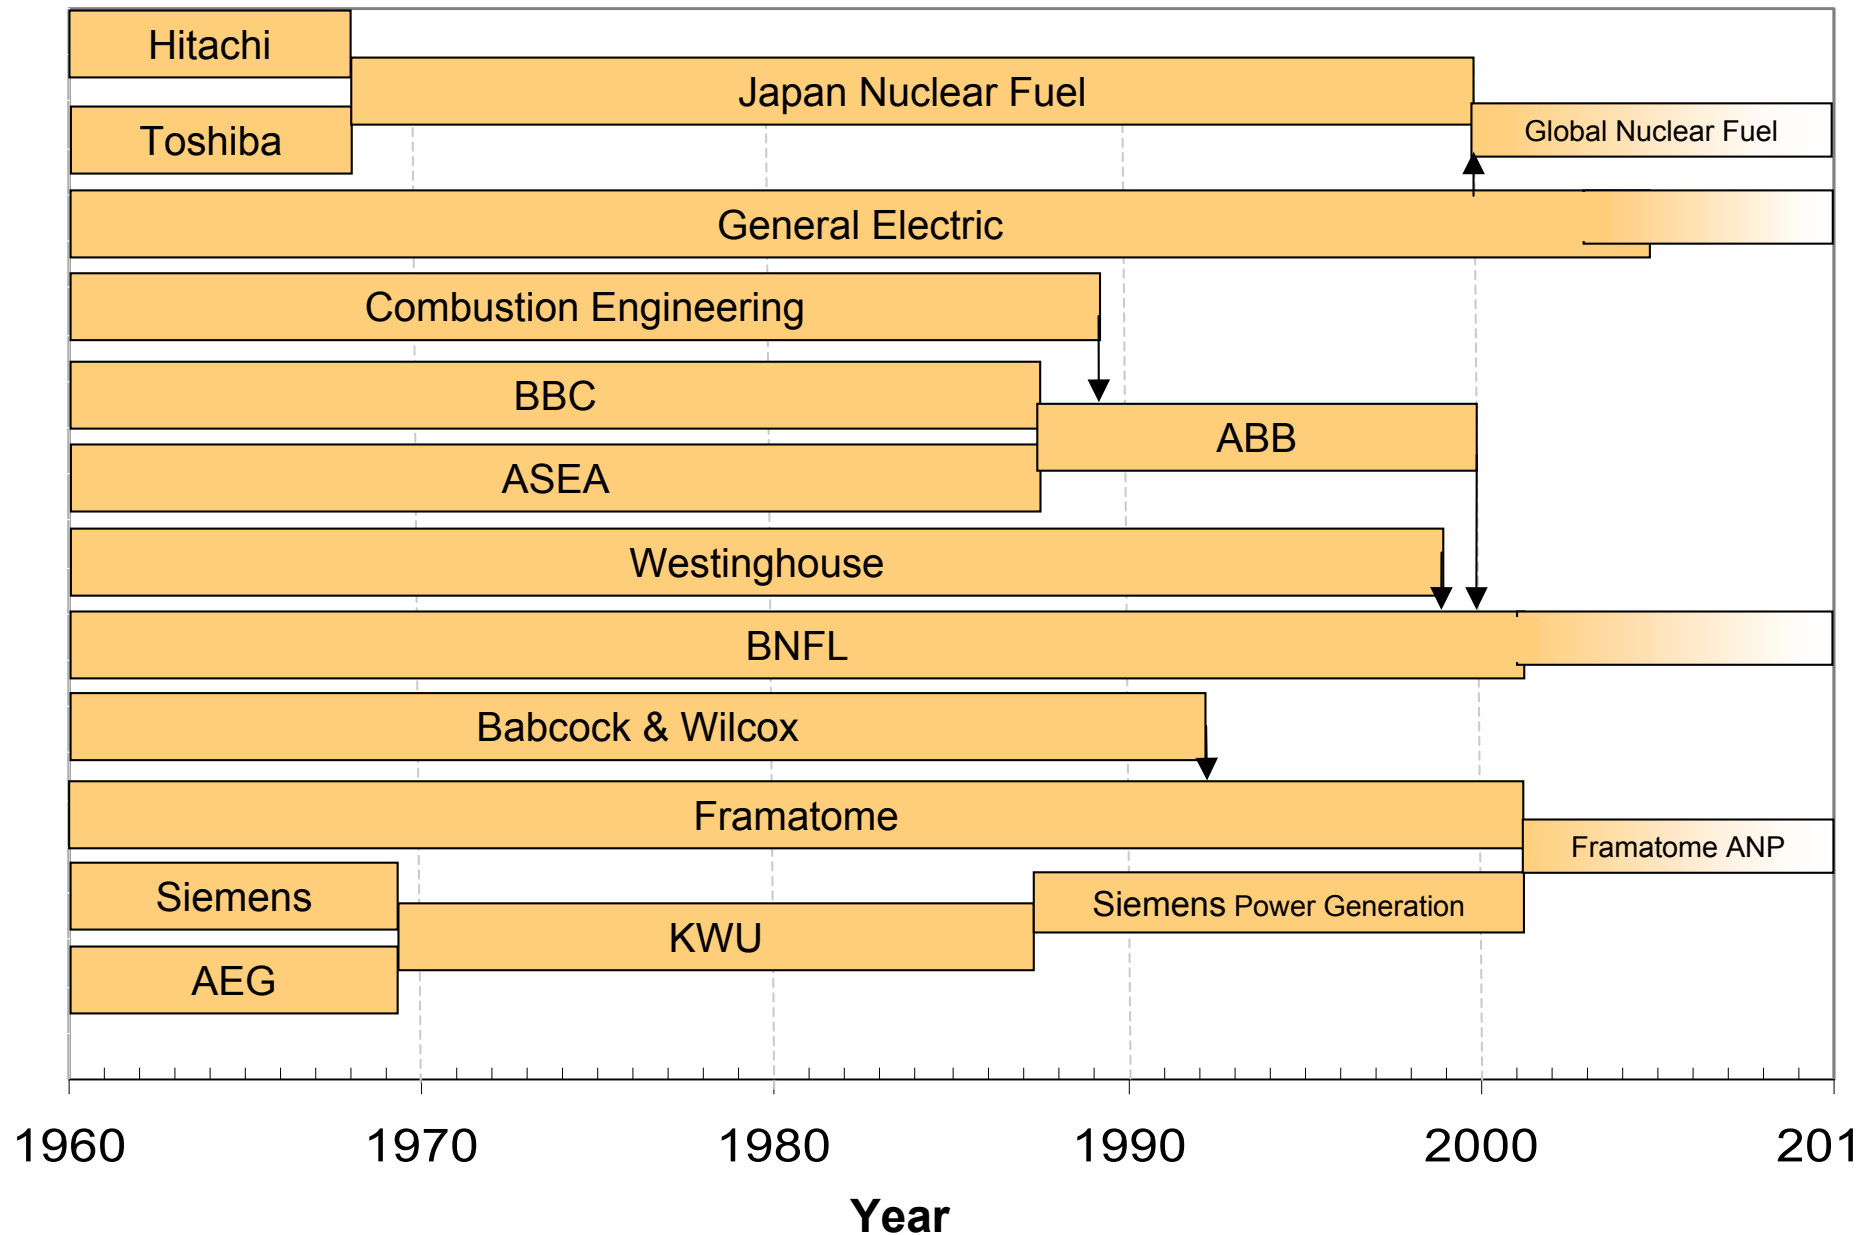 Hitachi
Japan Nuclear Fuel
Toshiba
Global Nuclear Fuel
General Electric
Combustion Engineering
BBC
ABB
ASEA
Westinghouse
BNFL
Babcock & Wilcox
Framatome
Framatome ANP
Siemens
Siemens Power Generation
KWU
AEG
1960 1970 1980 1990 2000 201
Year